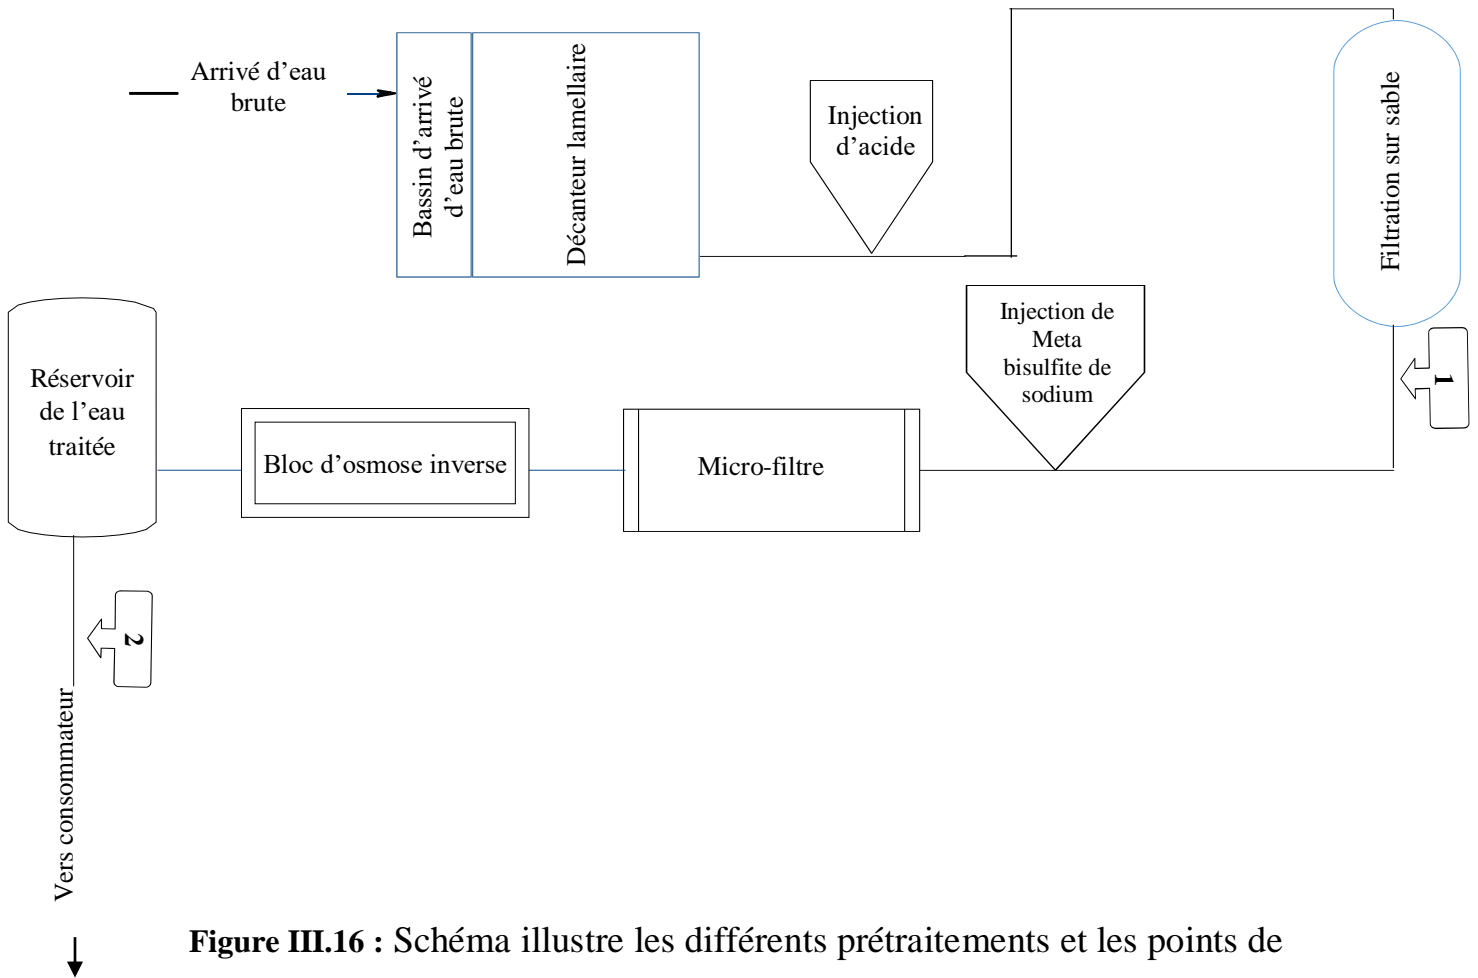 Arrivé d’eau
brute
Bassin d’arrivé
d’eau brute
Décanteur lamellaire
Injection
d’acide
Filtration sur sable
1
Injection de
Meta
bisulfite de
sodium
Micro-filtre
Bloc d’osmose inverse
Réservoir
de l’eau
traitée
2
Vers consommateur
Figure III.16 : Schéma illustre les différents prétraitements et les points de